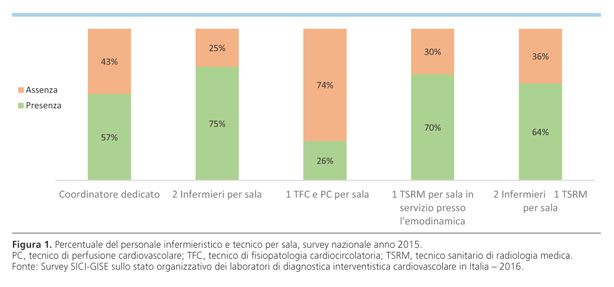 43%
25%
74%
30%
36%
Assenza
Presenza
57%
75%
26%
70%
64%
Coordinatore dedicato
2 Infermieri per sala
1 TFC e PC per sala
1 TSRM per sala in
servizio presso
l'emodinamica
2 Infermieri 1 TSRM
per sala
Figura 1. Percentuale del personale infermieristico e tecnico per sala, survey nazionale anno 2015.
PC, tecnico di perfusione cardiovascolare; TFC, tecnico di fisiopatologia cardiocircolatoria; TSRM, tecnico sanitario di radiologia medica.
Fonte: Survey SICI-GISE sullo stato organizzativo dei laboratori di diagnostica interventistica cardiovascolare in Italia – 2016.